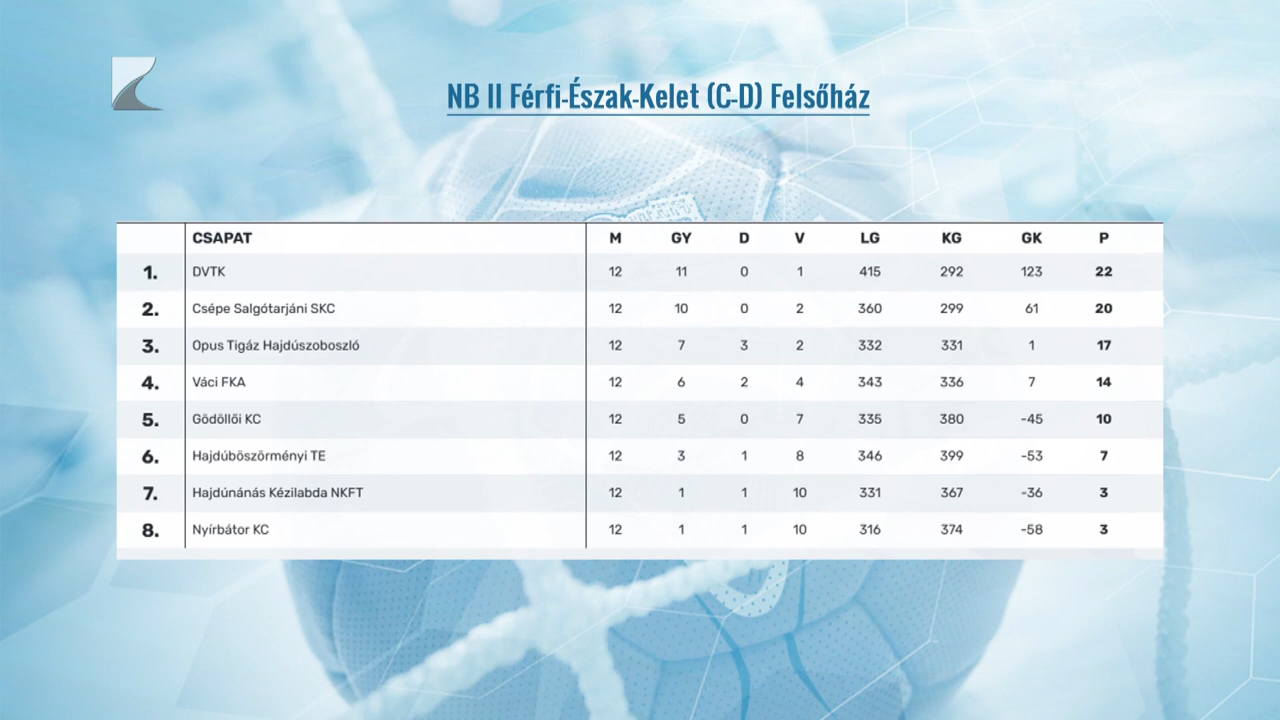 NB II Férfi-Észak-Kelet (C-D) Felsőház
CSAPAT M GY D V LG KG GK P
1. DVTK 12 11 0 1 415 292 123 22
2. Csépe Salgótarjáni SKC 12 10 0 2 360 299 61 20
3. Opus Tigáz Hajdúszoboszló 12 7 3 2 332 331 1 17
4. Váci FKA 12 6 2 4 343 336 7 14
5. Gödöllői KC 12 5 0 7 335 380 -45 10
6. Hajdúböszörményi TE 12 3 1 8 346 399 -53 7
7. Hajdúnánás Kézilabda NKFT 12 1 1 10 331 367 -36 3
8. Nyírbátor KC 12 1 1 10 316 374 -58 3